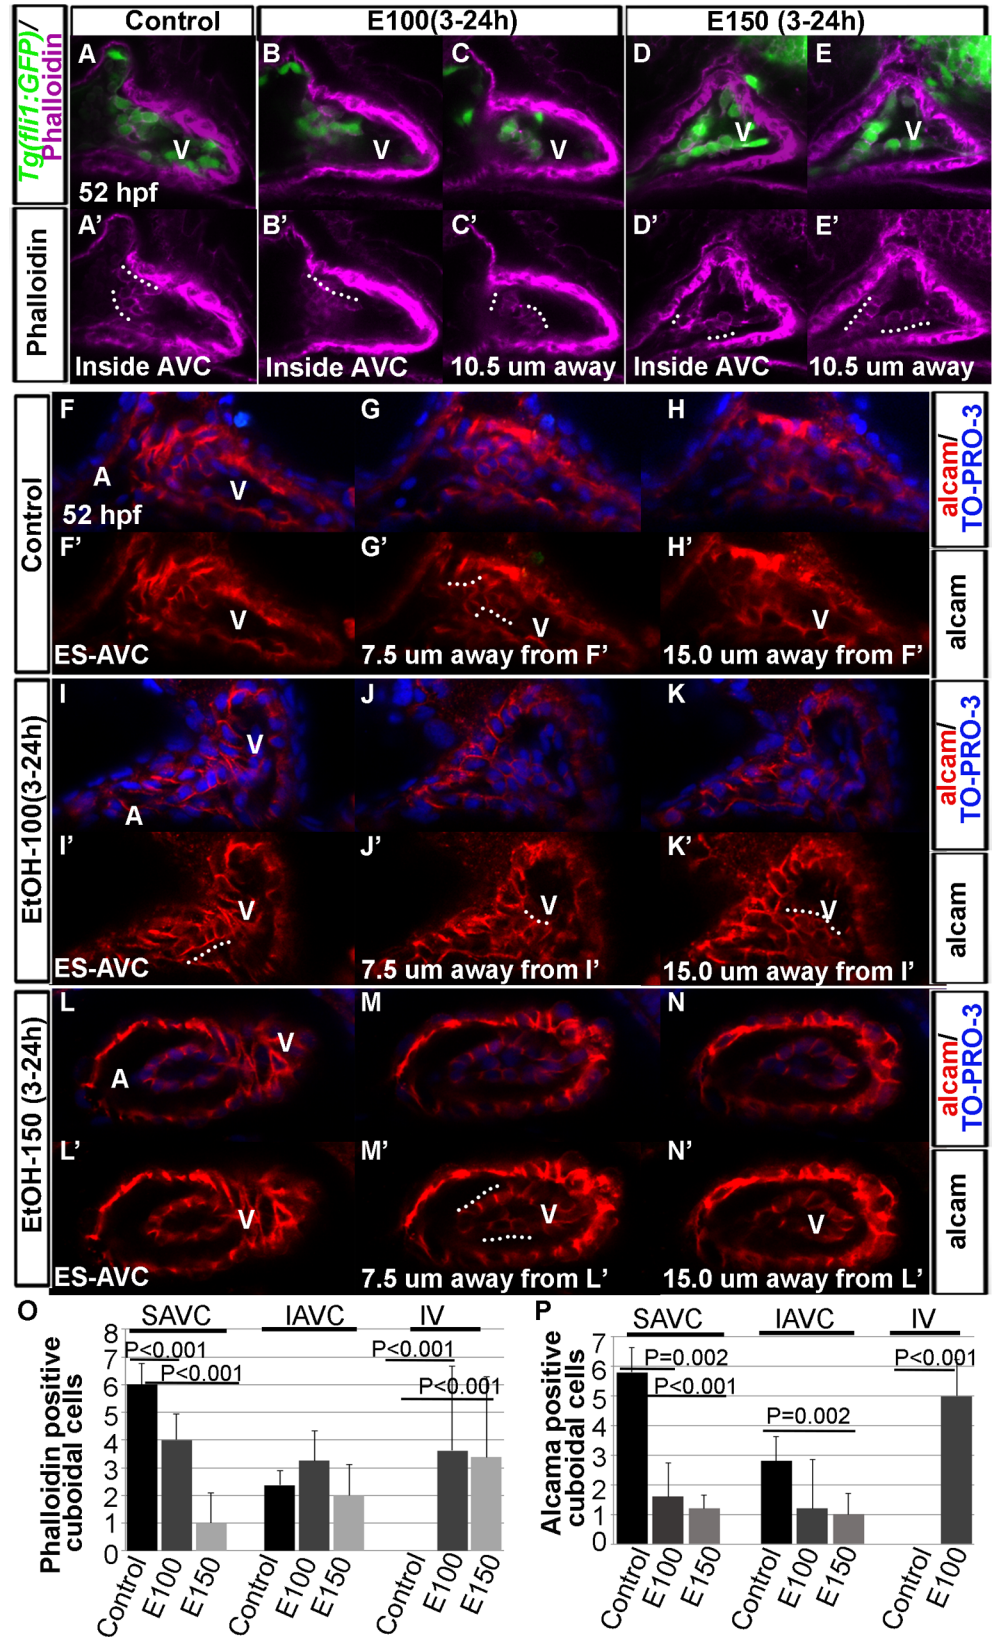 Control
E100(3-24h)
E150 (3-24h)
Tg(fli1:GFP)/
Phalloidin
A
B
C
D
E
V
V
V
V
V
52 hpf
Phalloidin
A’
B’
C’
D’
E’
Inside AVC
Inside AVC
10.5 um away
Inside AVC
10.5 um away
Control
F
G
H
A
V
52 hpf
alcam/
TO-PRO-3
F’
G’
H’
V
V
V
ES-AVC
7.5 um away from F’
15.0 um away from F’
alcam
EtOH-100(3-24h)
I
J
K
V
A
alcam/
TO-PRO-3
I’
J’
K’
V
V
V
ES-AVC
7.5 um away from I’
15.0 um away from I’
alcam
EtOH-150 (3-24h)
L
M
N
V
A
alcam/
TO-PRO-3
L’
M’
N’
V
V
V
ES-AVC
7.5 um away from L’
15.0 um away from L’
alcam
O
SAVC
IAVC
IV
Phalloidin positive
cuboidal cells
8
7
6
5
4
3
2
1
0
P<0.001
P<0.001
P<0.001
P<0.001
Control
E100
E150
Control
E100
E150
Control
E100
E150
P
SAVC
IAVC
IV
Alcama positive
cuboidal cells
7
6
5
4
3
2
1
0
P=0.002
P<0.001
P=0.002
P<0.001
Control
E100
E150
Control
E100
E150
Control
E100